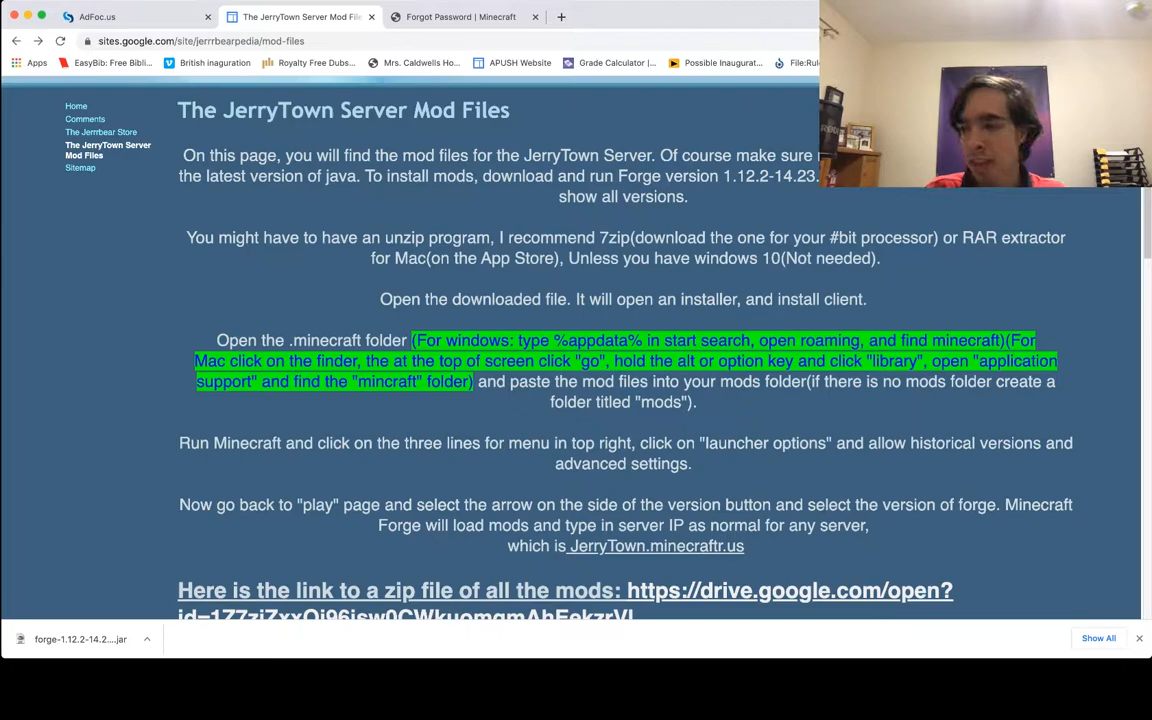 AdFoc.us
The JerryTown Server Mod File
Forgot Password | Minecraft
sites.google.com/site/jerrrbearpedia/mod-files
Apps
EasyBib: Free Bibli...
British inaguration
Royalty Free Dubs...
Mrs. Caldwells Ho...
APUSH Website
Grade Calculator |...
Possible Inaugurat...
File:Rule
Home
Comments
The Jerrrbear Store
The JerryTown Server
Mod Files
Sitemap
The JerryTown Server Mod Files
On this page, you will find the mod files for the JerryTown Server. Of course make sure
the latest version of java. To install mods, download and run Forge version 1.12.2-14.23.
show all versions.
You might have to have an unzip program, I recommend 7zip(download the one for your #bit processor) or RAR extractor
for Mac(on the App Store), Unless you have windows 10(Not needed).
Open the downloaded file. It will open an installer, and install client.
Open the .minecraft folder (For windows: type %appdata% in start search, open roaming, and find minecraft)(For
Mac click on the finder, the at the top of screen click "go", hold the alt or option key and click "library", open "application
support" and find the "mincraft" folder) and paste the mod files into your mods folder(if there is no mods folder create a
folder titled "mods").
Run Minecraft and click on the three lines for menu in top right, click on "launcher options" and allow historical versions and
advanced settings.
Now go back to "play" page and select the arrow on the side of the version button and select the version of forge. Minecraft
Forge will load mods and type in server IP as normal for any server,
which is JerryTown.minecraftr.us
Here is the link to a zip file of all the mods: https://drive.google.com/open?
forge-1.12.2-14.2....jar
Show All